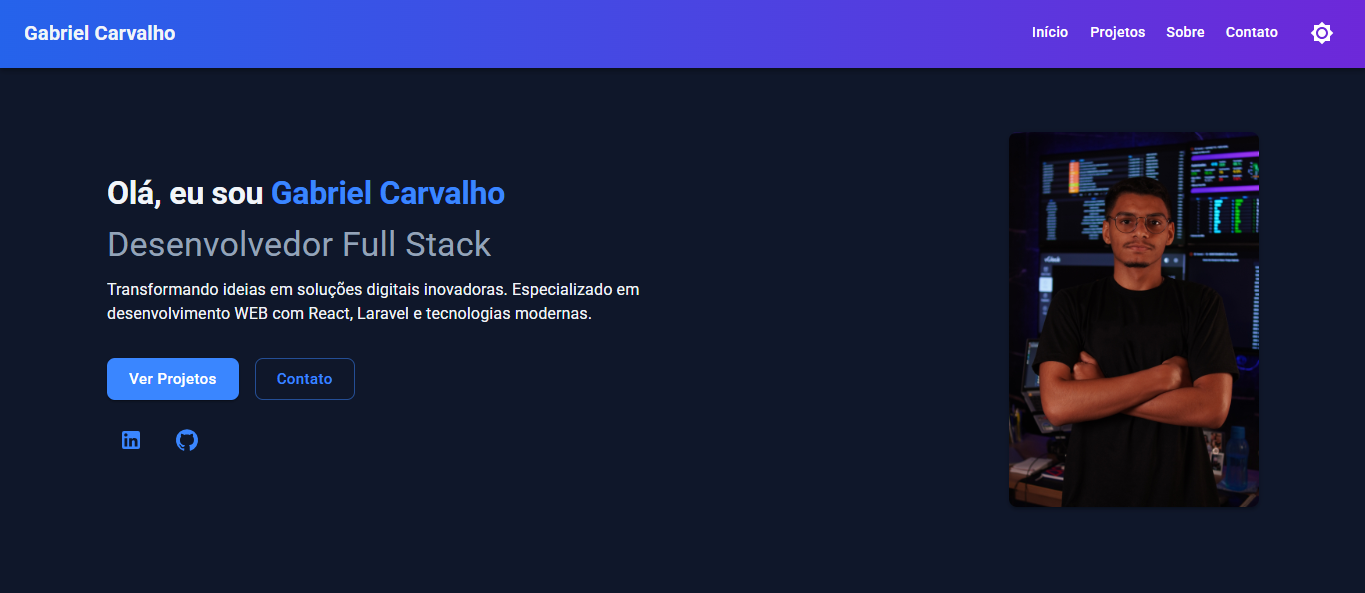 Gabriel Carvalho
Início Projetos Sobre Contato
Olá, eu sou Gabriel Carvalho
Desenvolvedor Full Stack
Transformando ideias em soluções digitais inovadoras. Especializado em
desenvolvimento WEB com React, Laravel e tecnologias modernas.
Ver Projetos Contato
in